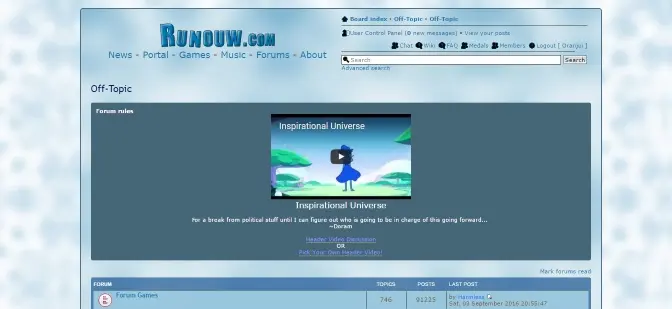 Board index • Off-Topic • Off-Topic
RUNOUW.COM
User Control Panel (0 new messages) • View your posts
News - Portal - Games - Music - Forums - About
Chat Wiki FAQ Medals Members Logout [ Oranjui ]
Search Search
Advanced search
Off-Topic
Forum rules
Inspirational Universe
Inspirational Universe
For a break from political stuff until I can figure out who is going to be in charge of this going forward...
~Doram
Header Video Discussion
OR
Pick Your Own Header Video!
Mark forums read
FORUM TOPICS POSTS LAST POST
Forum Games 746 91223 by Harmless
Sat, 03 September 2016 20:55:47